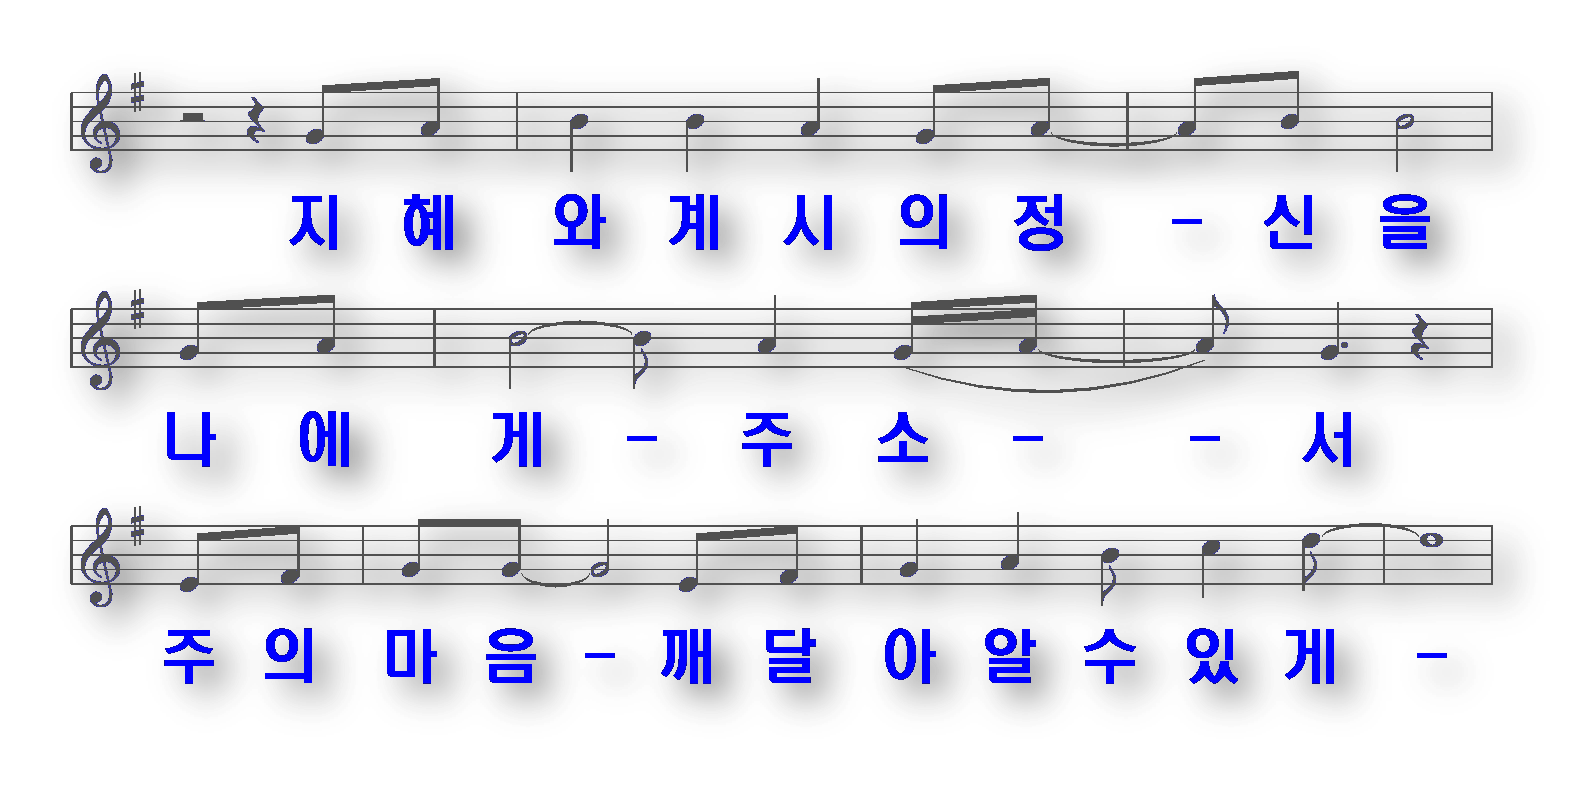 지 혜 와 계 시 의 정 - 신 을
나 에 게 - 주 소 - - 서
주 의 마 음 - 깨 달 아 알 수 있 게 -